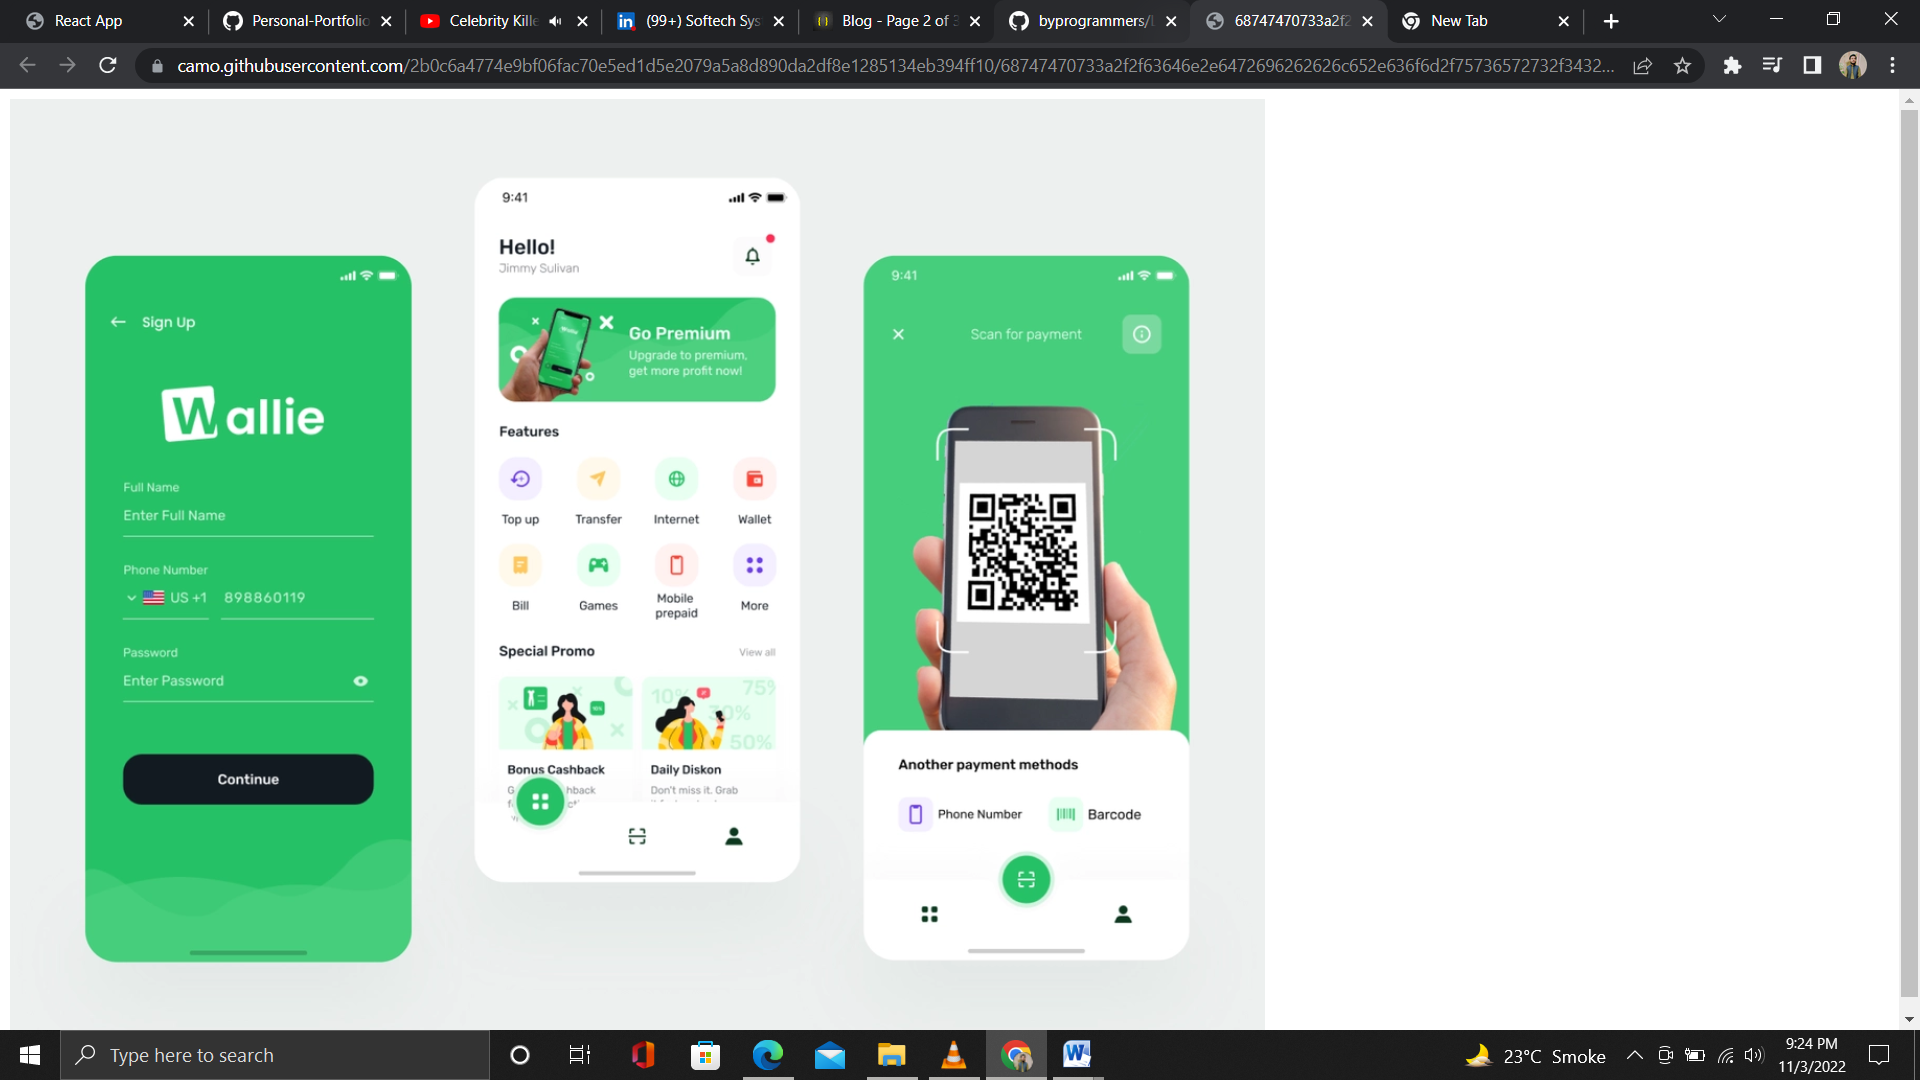 React App
Personal-Portfolio
Celebrity Kille
(99+) Softech Sys
Blog - Page 2 of 3
byprogrammers/L
68747470733a2f2
New Tab
camo.githubusercontent.com/2b0c6a4774e9bf06fac70e5ed1d5e2079a5a8d890da2df8e1285134eb394ff10/68747470733a2f2f63646e2e6472696262626c652e636f6d2f75736572732f3432...
Sign Up
Wallie
Full Name
Enter Full Name
Phone Number
US +1 898860119
Password
Enter Password
Continue
9:41
Hello!
Jimmy Sulivan
Go Premium
Upgrade to premium,
get more profit now!
Features
Top up
Transfer
Internet
Wallet
Bill
Games
Mobile
prepaid
More
Special Promo
View all
10%
75%
30%
50%
Bonus Cashback
Daily Diskon
Don't miss it. Grab
9:41
Scan for payment
Another payment methods
Phone Number
Barcode
Type here to search
23°C Smoke
9:24 PM
11/3/2022